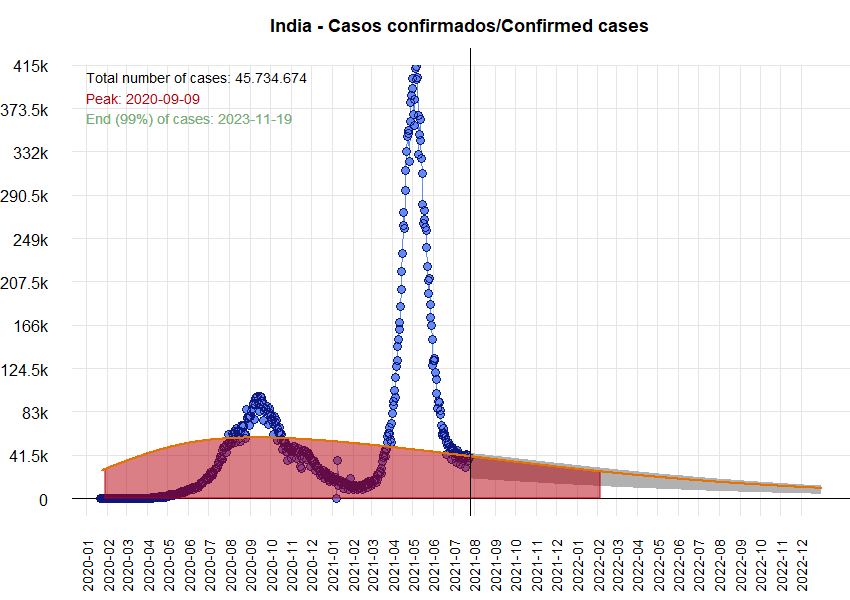 India - Casos confirmados/Confirmed cases
Total number of cases: 45.734.674
Peak: 2020-09-09
End (99%) of cases: 2023-11-19
415k
373.5k
332k
290.5k
249k
207.5k
166k
124.5k
83k
41.5k
0
2020-01
2020-02
2020-03
2020-04
2020-05
2020-06
2020-07
2020-08
2020-09
2020-10
2020-11
2020-12
2021-01
2021-02
2021-03
2021-04
2021-05
2021-06
2021-07
2021-08
2021-09
2021-10
2021-11
2021-12
2022-01
2022-02
2022-03
2022-04
2022-05
2022-06
2022-07
2022-08
2022-09
2022-10
2022-11
2022-12